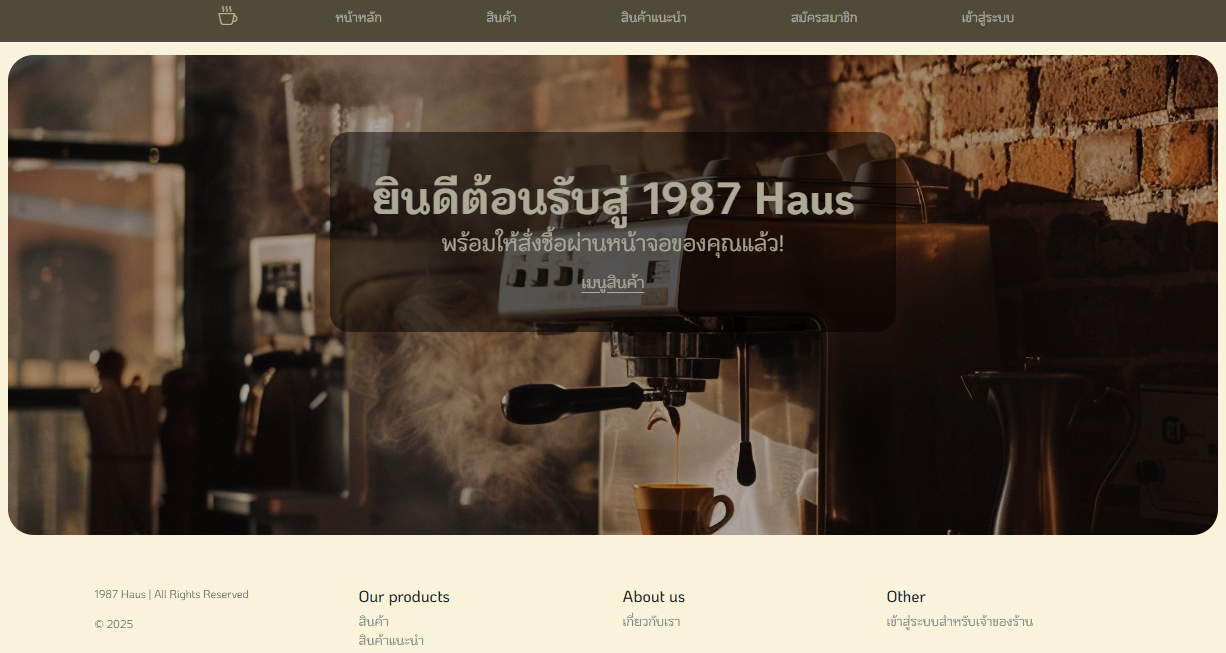 หน้าหลัก
สินค้า
สินค้าแนะนำ
สมัครสมาชิก
เข้าสู่ระบบ
ยินดีต้อนรับสู่ 1987 Haus
พร้อมให้สั่งซื้อผ่านหน้าจอของคุณแล้ว!
เมนูสินค้า
1987 Haus | All Rights Reserved
© 2025
Our products
สินค้า
สินค้าแนะนำ
About us
เกี่ยวกับเรา
Other
เข้าสู่ระบบสำหรับเจ้าของร้าน